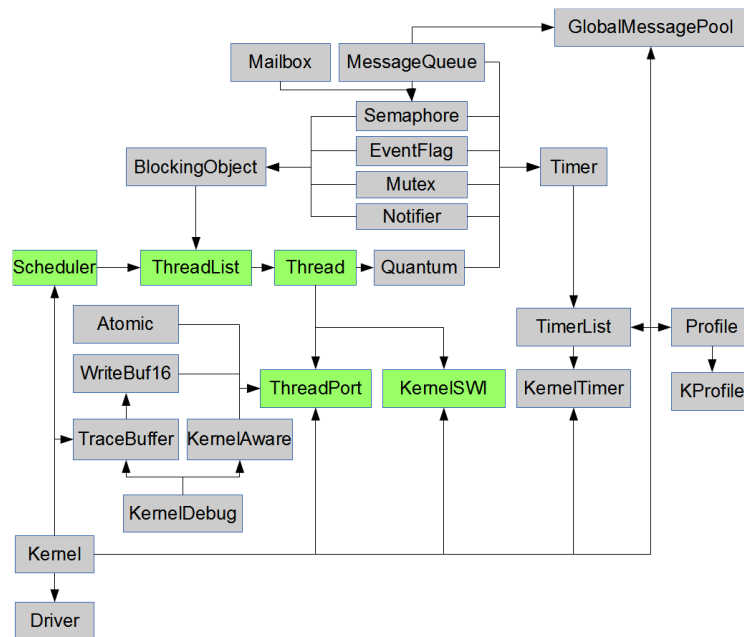 GlobalMessagePool
Mailbox
MessageQueue
Semaphore
EventFlag
BlockingObject
Timer
Mutex
Notifier
Scheduler
ThreadList
Thread
Quantum
Atomic
TimerList
Profile
WriteBuf16
ThreadPort
KernelSWI
KernelTimer
KProfile
TraceBuffer
KernelAware
KernelDebug
Kernel
Driver